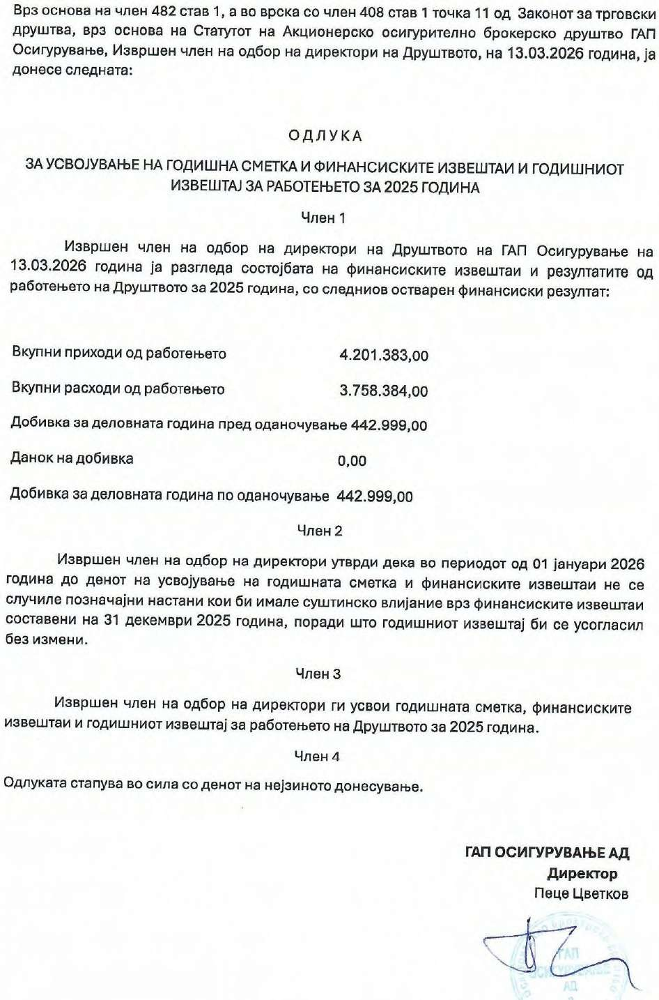 Врз основа на член 482 став 1, а во врска со член 408 став 1 точка 11 од Законот за трговски
друштва, врз основа на Статутот на Акционерско осигурително брокерско друштво ГАП
Осигурување, Извршен член на одбор на директори на Друштвото, на 13.03.2026 година, ја
донесе следната:
О Д Л У К А
ЗА УСВОЈУВАЊЕ НА ГОДИШНА СМЕТКА И ФИНАНСИСКИТЕ ИЗВЕШТАИ И ГОДИШНИОТ
ИЗВЕШТАЈ ЗА РАБОТЕЊЕТО ЗА 2025 ГОДИНА
Член 1
Извршен член на одбор на директори на Друштвото на ГАП Осигурување на
13.03.2026 година ја разгледа состојбата на финансиските извештаи и резултатите од
работењето на Друштвото за 2025 година, со следниов остварен финансиски резултат:
Вкупни приходи од работењето 4.201.383,00
Вкупни расходи од работењето 3.758.384,00
Добивка за деловната година пред оданочување 442.999,00
Данок на добивка 0,00
Добивка за деловната година по оданочување 442.999,00
Член 2
Извршен член на одбор на директори утврди дека во периодот од 01 јануари 2026
година до денот на усвојување на годишната сметка и финансиските извештаи не се
случиле позначајни настани кои би имале суштинско влијание врз финансиските извештаи
составени на 31 декември 2025 година, поради што годишниот извештај би се усогласил
без измени.
Член 3
Извршен член на одбор на директори ги усвои годишната сметка, финансиските
извештаи и годишниот извештај за работењето на Друштвото за 2025 година.
Член 4
Одлуката стапува во сила со денот на нејзиното донесување.
ГАП ОСИГУРУВАЊЕ АД
Директор
Пеце Цветков
ГАП
ОСИГУРУВАЊЕ
АД